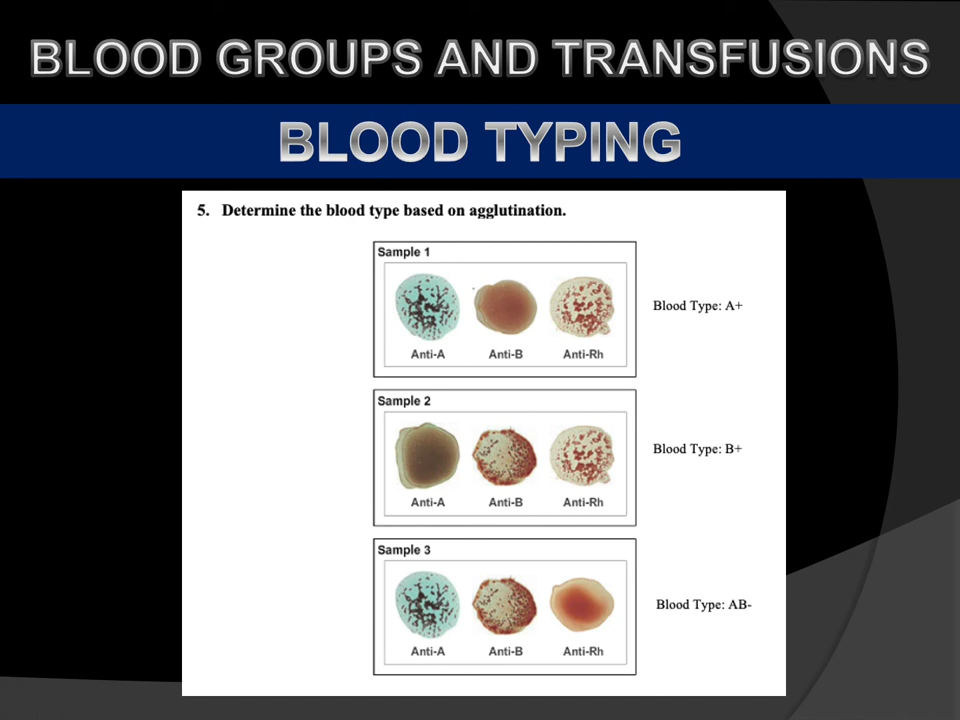 BLOOD GROUPS AND TRANSFUSIONS
BLOOD TYPING
5. Determine the blood type based on agglutination.
Sample 1
Anti-A Anti-B Anti-Rh
Blood Type: A+
Sample 2
Anti-A Anti-B Anti-Rh
Blood Type: B+
Sample 3
Anti-A Anti-B Anti-Rh
Blood Type: AB-